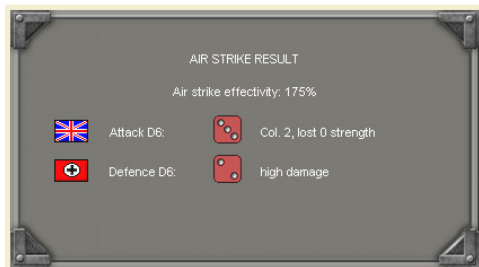 AIR STRIKE RESULT
Air strike effectivity: 175%
Attack D6: Col. 2, lost 0 strength
Defence D6: high damage